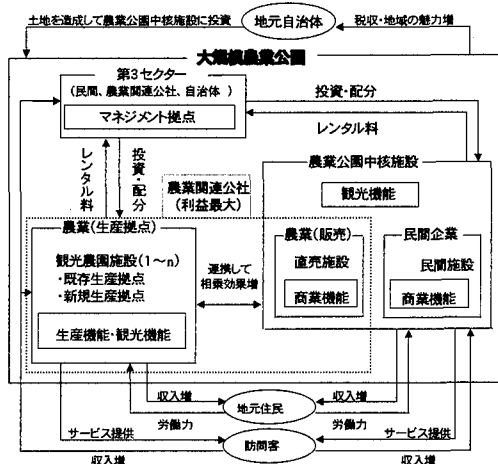 土地を造成して農業公園中核施設に投資
地元自治体
税収・地域の魅力増
大規模農業公園
第3セクター
(民間、農業関連公社、自治体 )
マネジメント拠点
投資・配分
レンタル料
レンタル料
投資・配分
農業関連公社
(利益最大)
農業公園中核施設
観光機能
農業(生産拠点)
観光農園施設(1～n)
・既存生産拠点
・新規生産拠点
生産機能・観光機能
連携して
相乗効果増
農業(販売)
直売施設
商業機能
民間企業
民間施設
商業機能
収入増
地元住民
収入増
労働力
労働力
サービス提供
訪問客
サービス提供
収入増
収入増